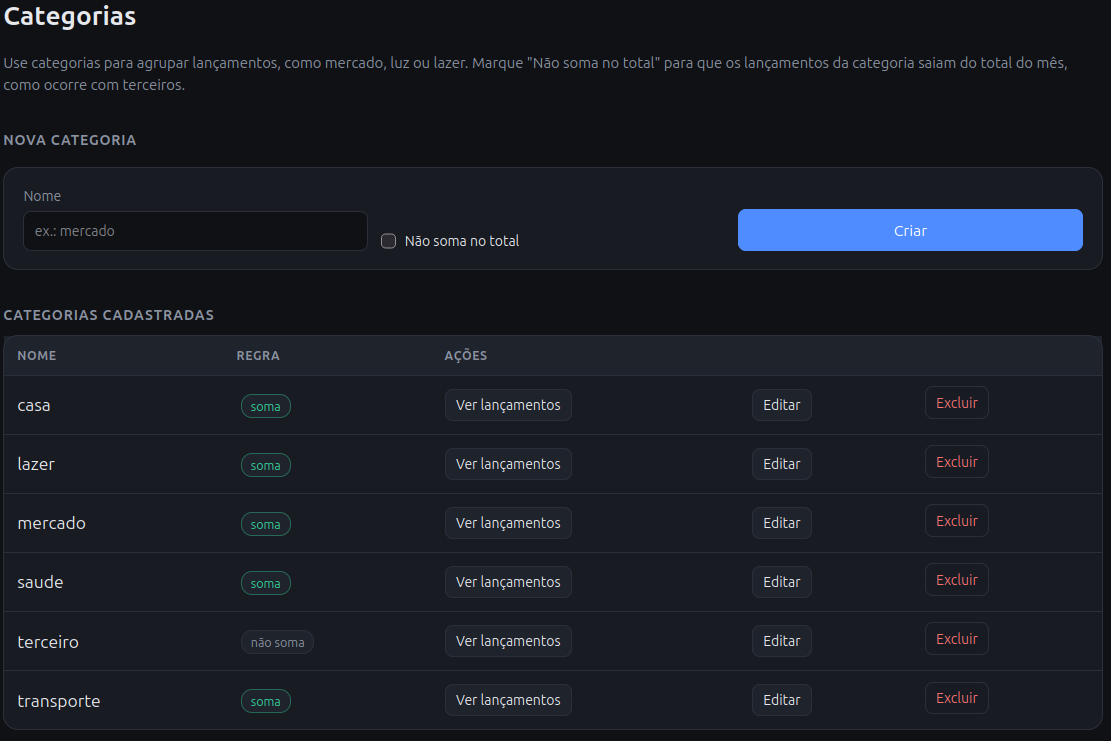 Categorias
Use categorias para agrupar lançamentos, como mercado, luz ou lazer. Marque "Não soma no total" para que os lançamentos da categoria saiam do total do mês,
como ocorre com terceiros.
NOVA CATEGORIA
Nome
ex.: mercado
Não soma no total
Criar
CATEGORIAS CADASTRADAS
NOME REGRA AÇÕES
casa soma Ver lançamentos Editar Excluir
lazer soma Ver lançamentos Editar Excluir
mercado soma Ver lançamentos Editar Excluir
saude soma Ver lançamentos Editar Excluir
terceiro não soma Ver lançamentos Editar Excluir
transporte soma Ver lançamentos Editar Excluir